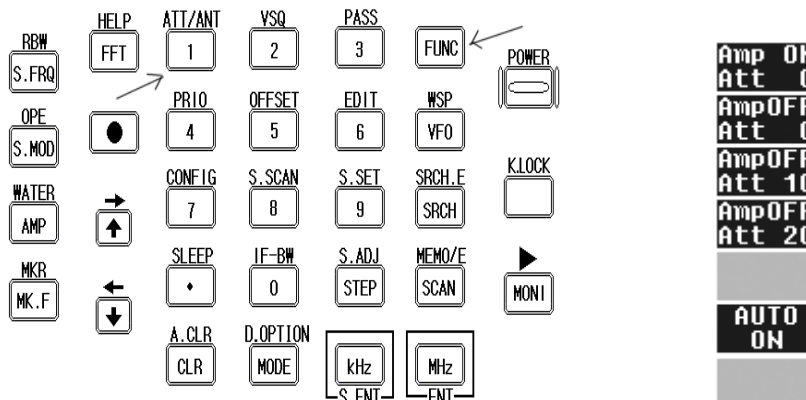 HELP ATT/ANT VSQ PASS
RBW FFT 1 2 3 FUNC POWER
S.FRQ
OPE PRIO OFFSET EDIT WSP
S.MOD 4 5 6 VFO
WATER CONFIG S.SCAN S.SET SRCH.E K.LOCK
AMP 7 8 9 SRCH
MKR SLEEP IF-BW S.ADJ MEMO/E
MK.F • 0 STEP SCAN MONI
A.CLR D.OPTION
CLR MODE kHz MHz
S.ENT ENT
Amp
Att
AmpOFF
Att
AmpOFF
Att 10
AmpOFF
Att 20
AUTO
ON